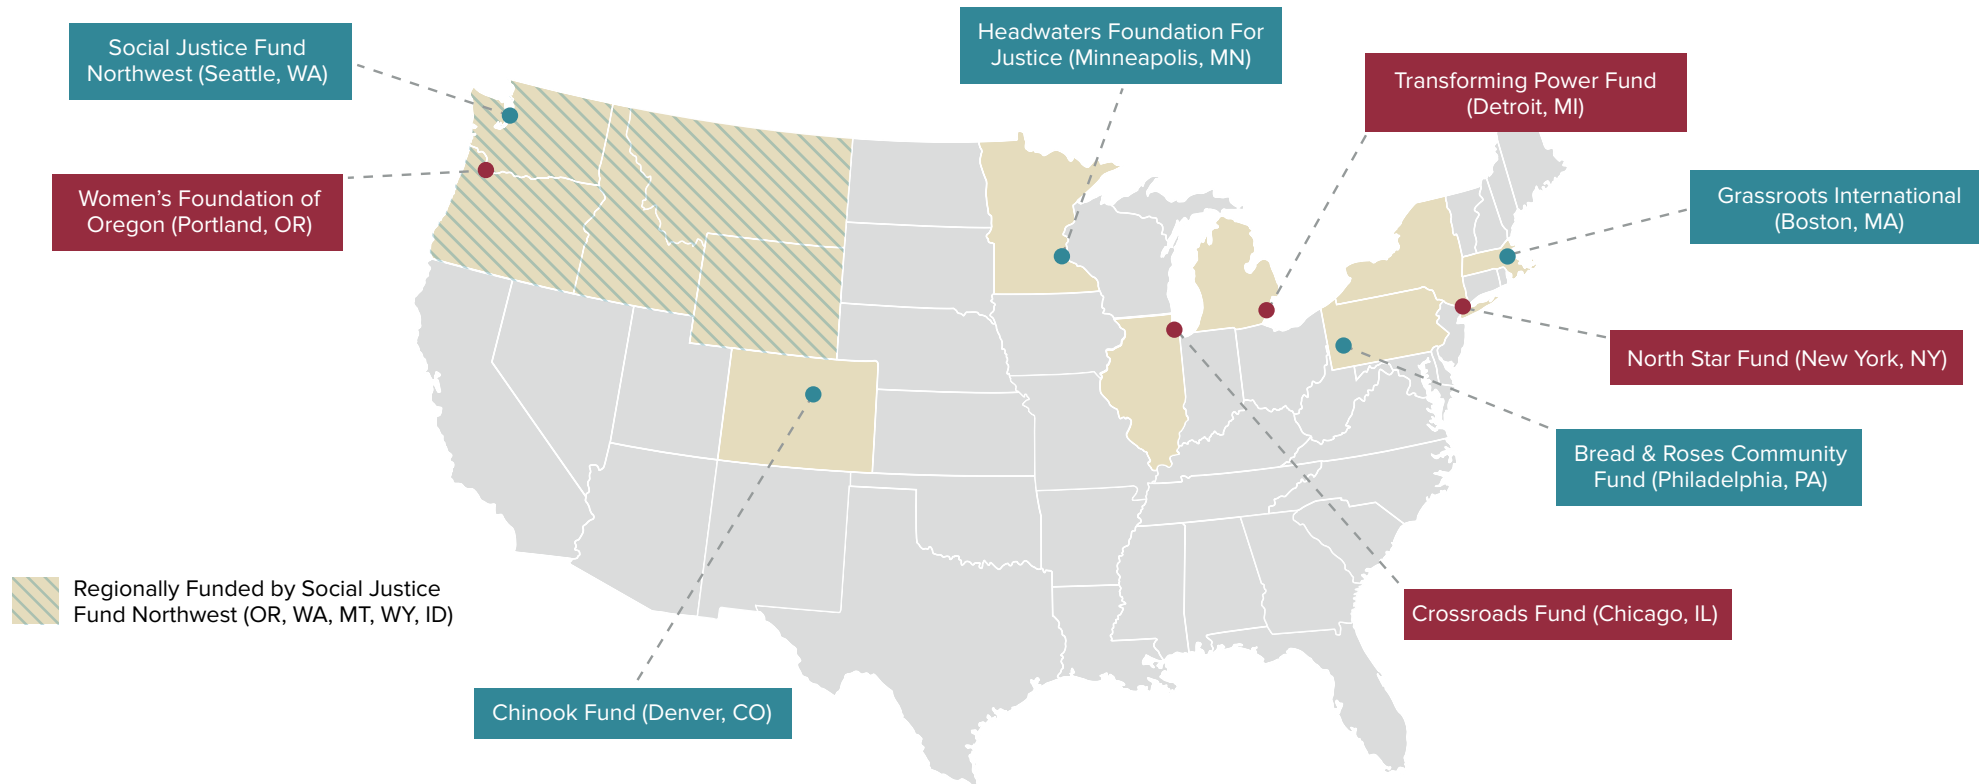 Social Justice Fund
Northwest (Seattle, WA)
Women’s Foundation of
Oregon (Portland, OR)
Headwaters Foundation For
Justice (Minneapolis, MN)
Transforming Power Fund
(Detroit, MI)
Grassroots International
(Boston, MA)
North Star Fund (New York, NY)
Bread & Roses Community
Fund (Philadelphia, PA)
Crossroads Fund (Chicago, IL)
Chinook Fund (Denver, CO)
Regionally Funded by Social Justice
Fund Northwest (OR, WA, MT, WY, ID)